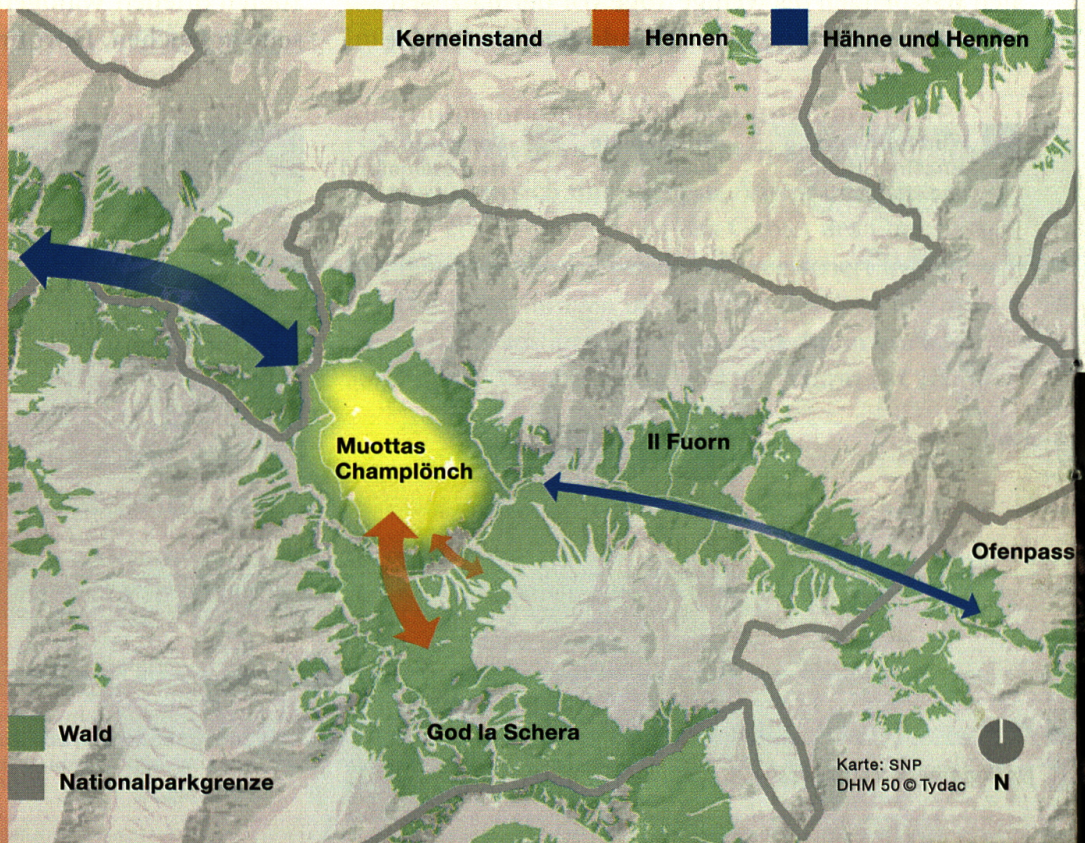 Kerneinstand
Hennen
Hähne und Hennen
Muottas
Champlönch
Il Fuorn
Ofenpass
God la Schera
Wald
Nationalparkgrenze
Karte: SNP
DHM 50 © Tydac
N